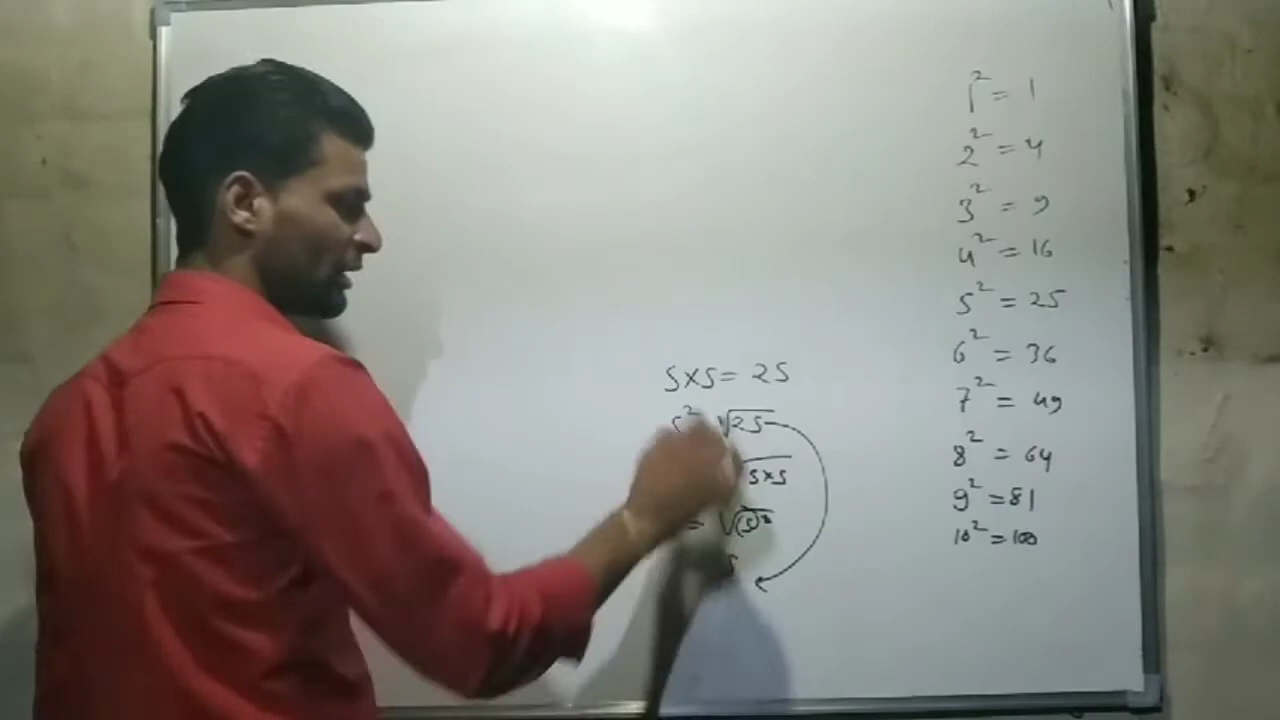 5×5= 25
5² √25
√5×5
= √(5)²
5
1² = 1
2² = 4
3² = 9
4² = 16
5² = 25
6² = 36
7² = 49
8² = 64
9² = 81
10² = 100